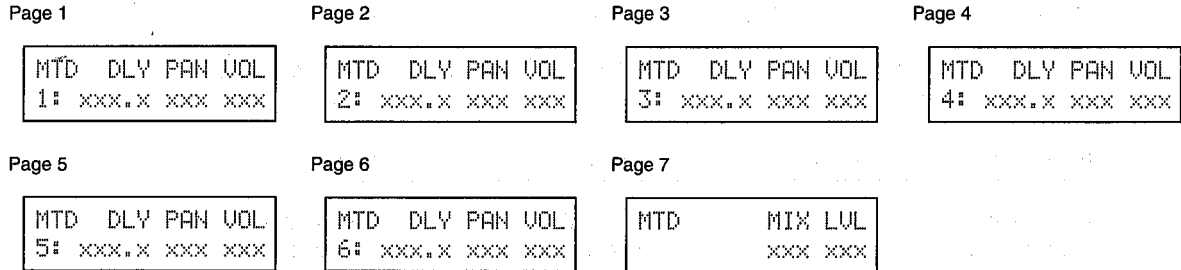 Page 1
Page 2
Page 3
Page 4
MTD DLY PAN VOL
MTD DLY PAN VOL
MTD DLY PAN VOL
MTD DLY PAN VOL
1: xxx.x xxx xxx
2: xxx.x xxx xxx
3: xxx.x xxx xxx
4: xxx.x xxx xxx
Page 5
Page 6
Page 7
MTD DLY PAN VOL
MTD DLY PAN VOL
MTD MIX LVL
5: xxx.x xxx xxx
6: xxx.x xxx xxx
xxx xxx